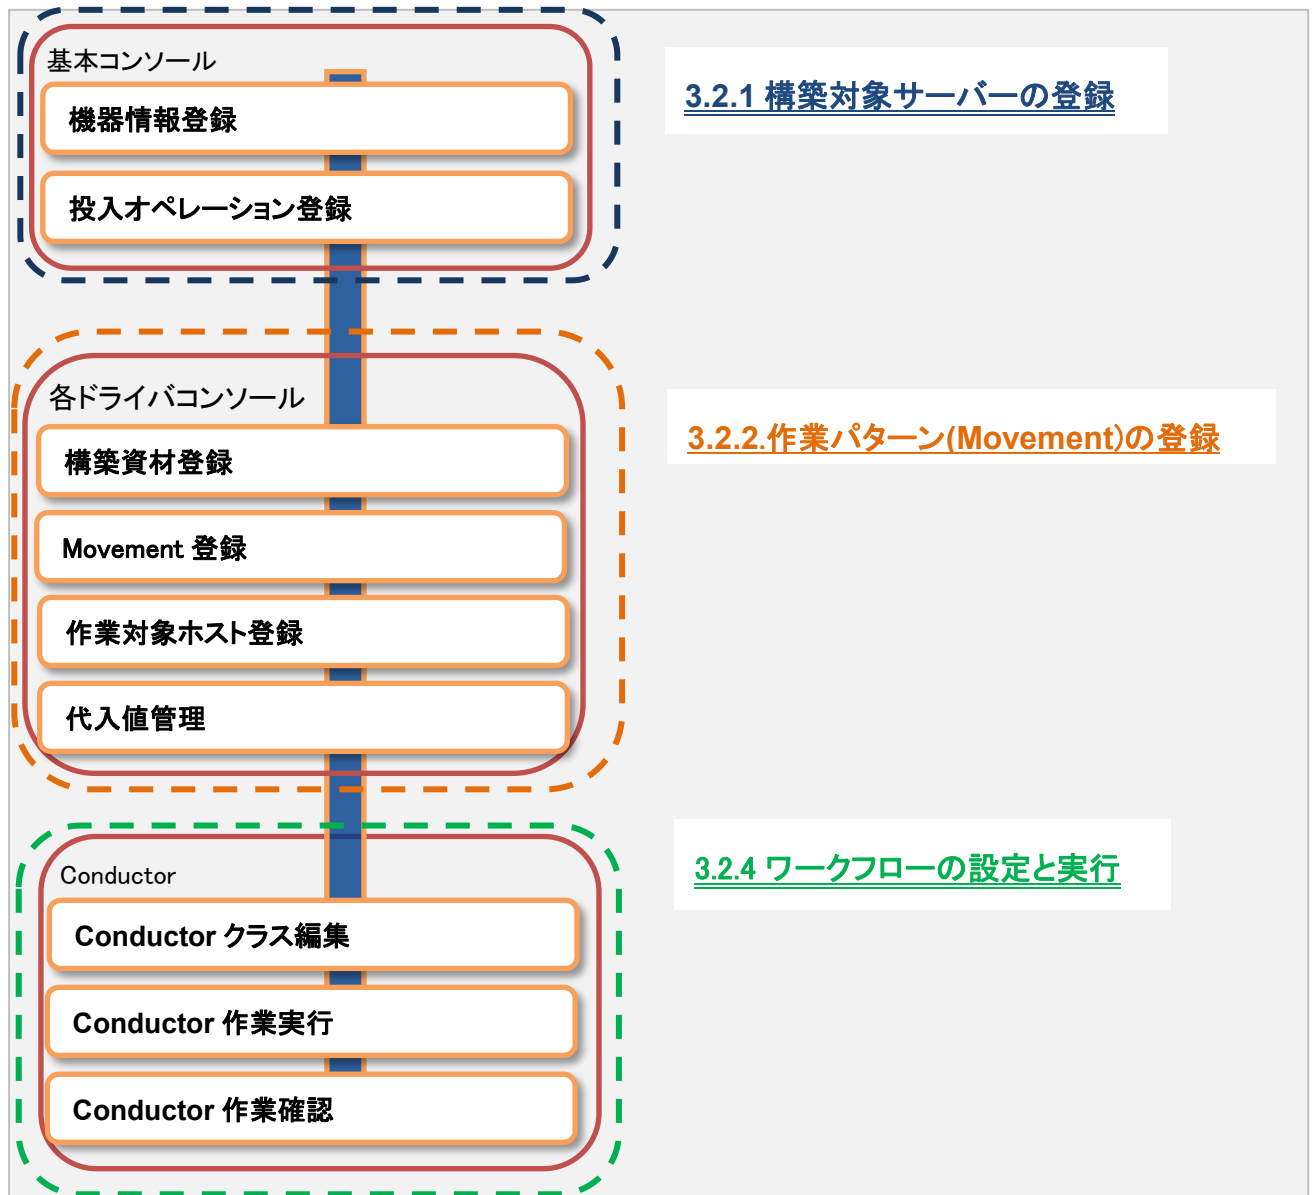 基本コンソール
3.2.1 構築対象サーバーの登録
機器情報登録
投入オペレーション登録
各ドライバコンソール
3.2.2.作業パターン(Movement)の登録
構築資材登録
Movement 登録
作業対象ホスト登録
代入値管理
Conductor
3.2.4 ワークフローの設定と実行
Conductor クラス編集
Conductor 作業実行
Conductor 作業確認